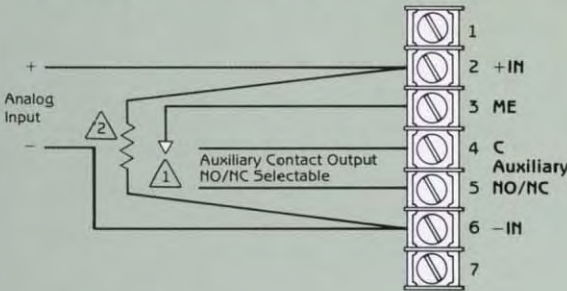 1
2 +IN
3 ME
4 C
Auxiliary
5 NO/NC
6 −IN
7
+
Analog
Input
−
2
1
Auxiliary Contact Output
NO/NC Selectable